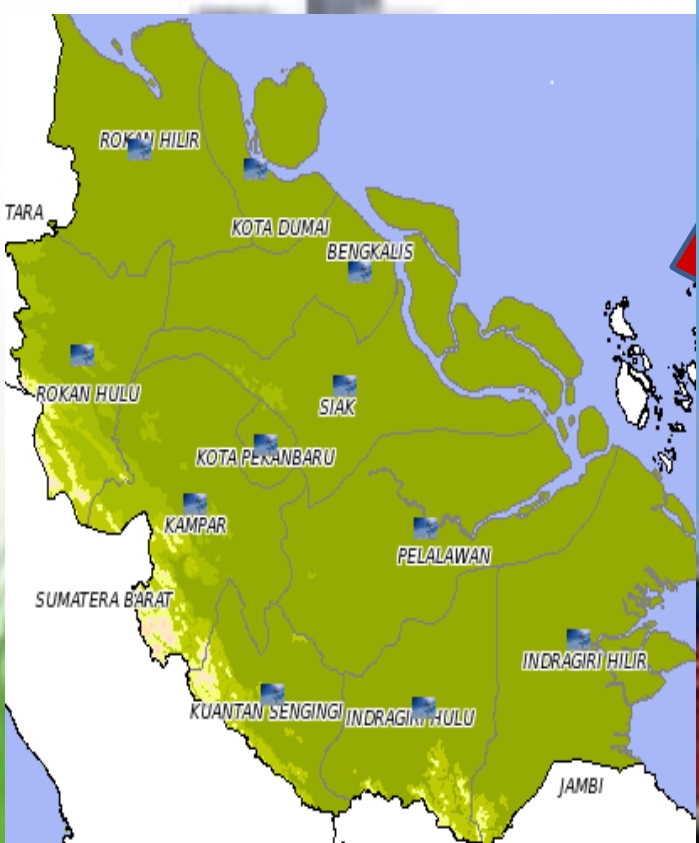 ROKAN HILIR
TARA
KOTA DUMAI
BENGKALIS
ROKAN HULU
SIAK
KOTA PEKANBARU
KAMPAR
PELALAWAN
SUMATERA BARAT
INDRAGIRI HILIR
KUANTAN SENGINGI
INDRAGIRI HULU
JAMBI